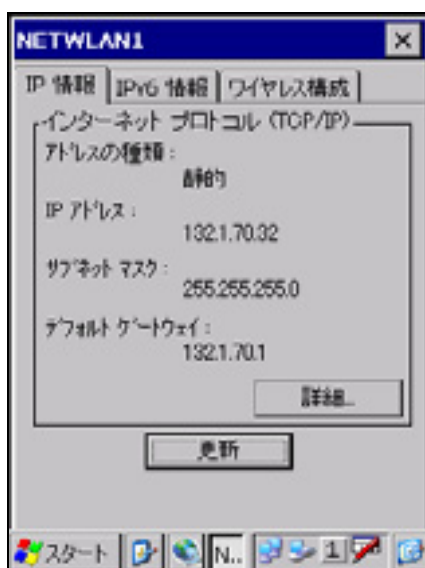 NETWLAN1
IP 情報
IPv6 情報
ワイヤレス構成
インターネット プロトコル (TCP/IP)
ｱﾄﾞﾚｽの種類:
静的
IP ｱﾄﾞﾚｽ:
132.1.70.32
ｻﾌﾞﾈｯﾄ ﾏｽｸ:
255.255.255.0
ﾃﾞﾌｫﾙﾄ ｹﾞｰﾄｳｪｲ:
132.1.70.1
詳細...
更新
スタート
N..
1